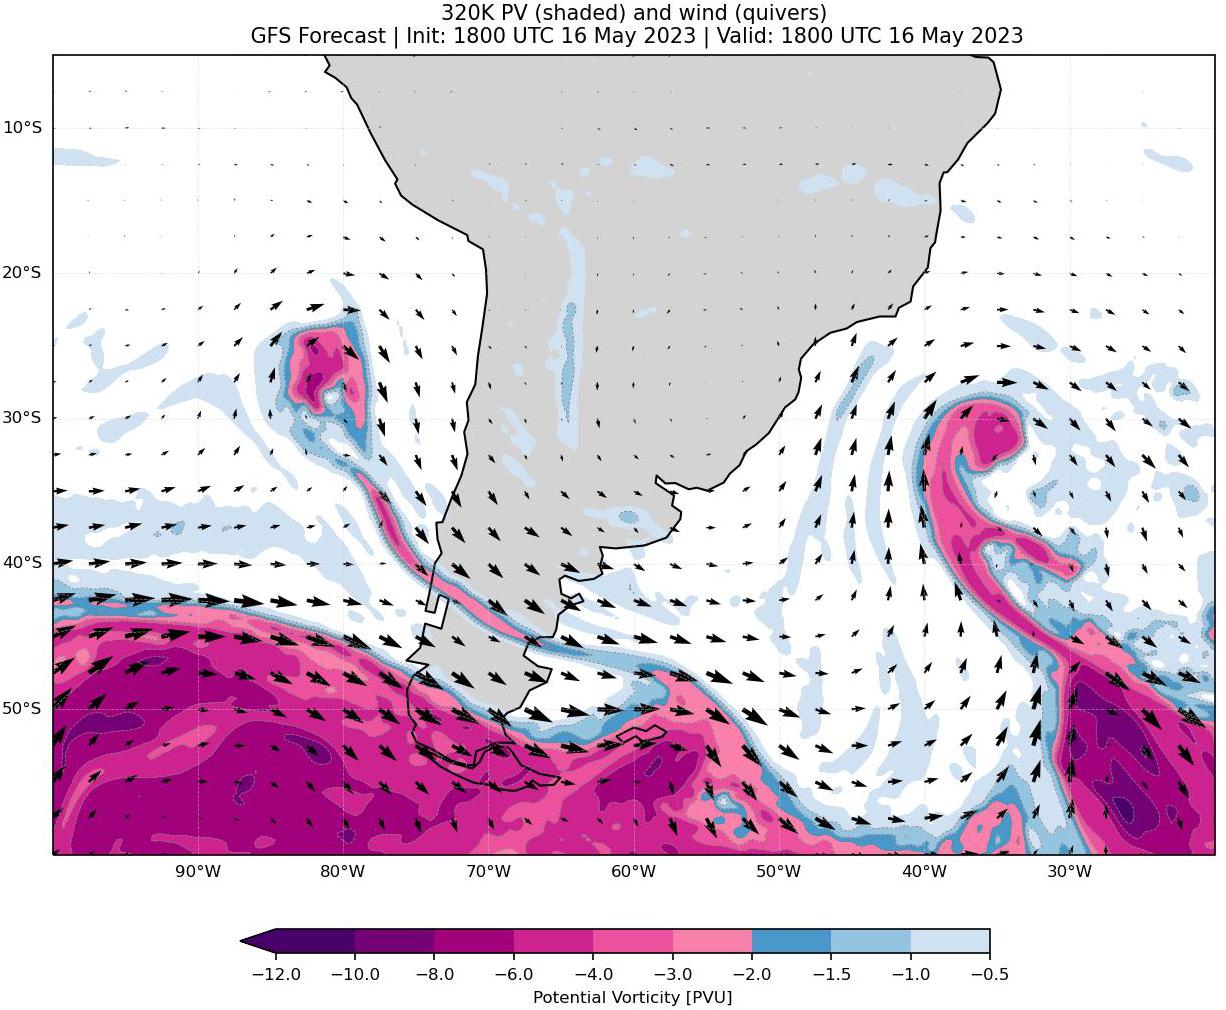 320K PV (shaded) and wind (quivers)
GFS Forecast | Init: 1800 UTC 16 May 2023 | Valid: 1800 UTC 16 May 2023
10°S
20°S
30°S
40°S
50°S
90°W 80°W 70°W 60°W 50°W 40°W 30°W
−12.0 −10.0 −8.0 −6.0 −4.0 −3.0 −2.0 −1.5 −1.0 −0.5
Potential Vorticity [PVU]